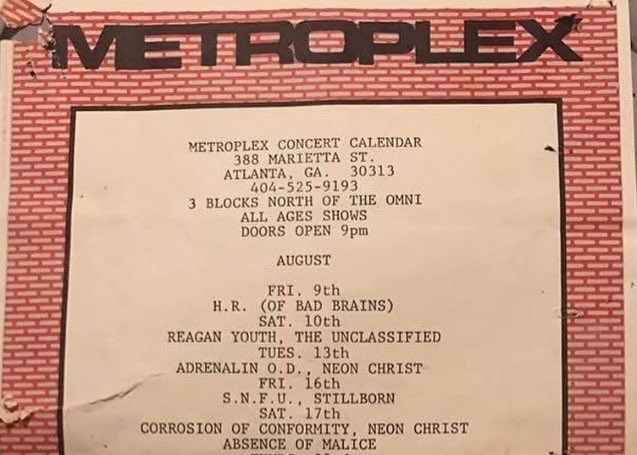 METROPLEX
METROPLEX CONCERT CALENDAR
388 MARIETTA ST.
ATLANTA, GA. 30313
404-525-9193
3 BLOCKS NORTH OF THE OMNI
ALL AGES SHOWS
DOORS OPEN 9pm
AUGUST
FRI. 9th
H.R. (OF BAD BRAINS)
SAT. 10th
REAGAN YOUTH, THE UNCLASSIFIED
TUES. 13th
ADRENALIN O.D., NEON CHRIST
FRI. 16th
S.N.F.U., STILLBORN
SAT. 17th
CORROSION OF CONFORMITY, NEON CHRIST
ABSENCE OF MALICE